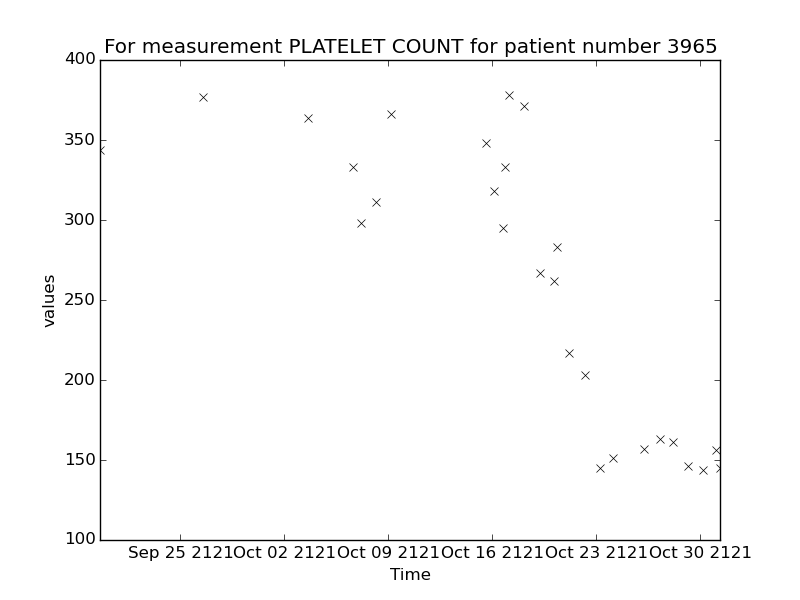 For measurement PLATELET COUNT for patient number 3965
400
350
300
250
200
150
100
values
Sep 25 2121 Oct 02 2121 Oct 09 2121 Oct 16 2121 Oct 23 2121 Oct 30 2121
Time